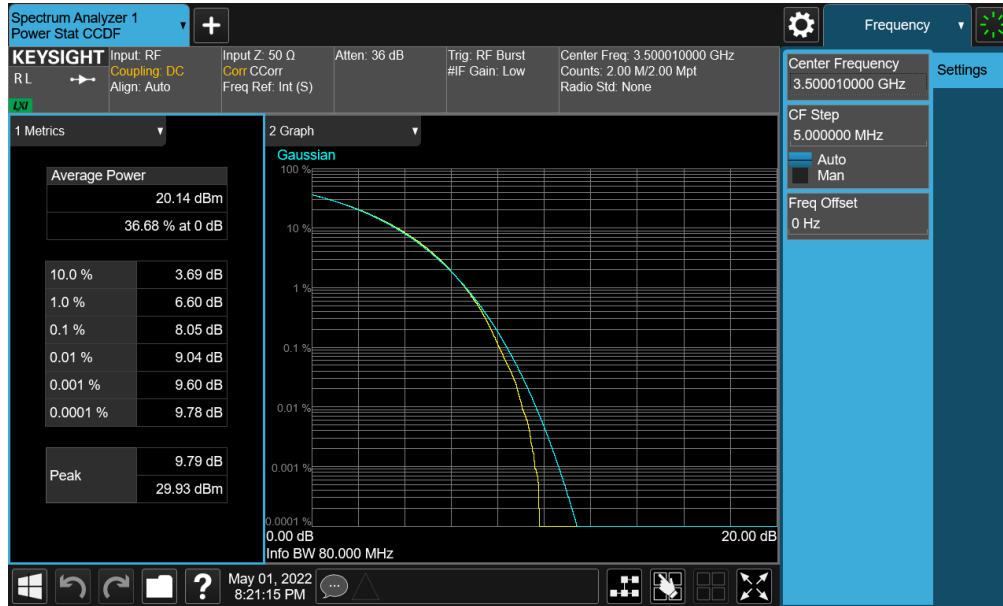 Spectrum Analyzer 1
Power Stat CCDF
Frequency
KEYSIGHT
R L
LXI
Input: RF
Coupling: DC
Align: Auto
Input Z: 50 Ω
Corr CCorr
Freq Ref: Int (S)
Atten: 36 dB
Trig: RF Burst
#IF Gain: Low
Center Freq: 3.500010000 GHz
Counts: 2.00 M/2.00 Mpt
Radio Std: None
Center Frequency
3.500010000 GHz
Settings
CF Step
5.000000 MHz
Auto
Man
Freq Offset
0 Hz
1 Metrics
Average Power
20.14 dBm
36.68 % at 0 dB
10.0 % 3.69 dB
1.0 % 6.60 dB
0.1 % 8.05 dB
0.01 % 9.04 dB
0.001 % 9.60 dB
0.0001 % 9.78 dB
Peak
9.79 dB
29.93 dBm
2 Graph
Gaussian
100 %
10 %
1 %
0.1 %
0.01 %
0.001 %
0.0001 %
0.00 dB 20.00 dB
Info BW 80.000 MHz
?
May 01, 2022
8:21:15 PM